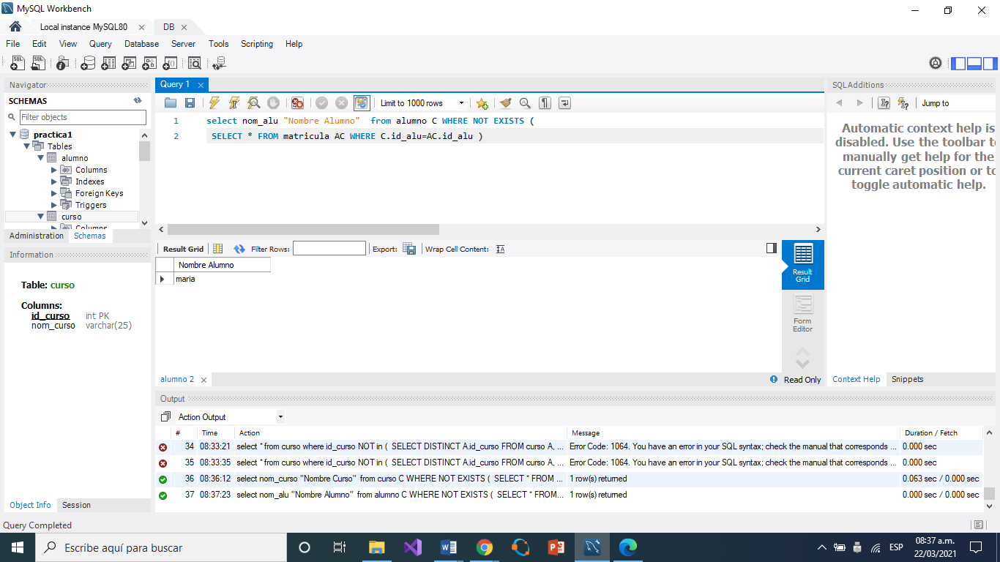 MySQL Workbench
Local instance MySQL80
DB
File Edit View Query Database Server Tools Scripting Help
Navigator
SCHEMAS
Filter objects
practica1
Tables
alumno
Columns
Indexes
Foreign Keys
Triggers
curso
Columns
Administration Schemas
Information
Table: curso
Columns:
id_curso int PK
nom_curso varchar(25)
Object Info Session
Query Completed
Query 1
Limit to 1000 rows
1 select nom_alu "Nombre Alumno" from alumno C WHERE NOT EXISTS (
2 SELECT * FROM matricula AC WHERE C.id_alu=AC.id_alu )
Result Grid Filter Rows: Export: Wrap Cell Content:
Nombre Alumno
maria
Result
Grid
Form
Editor
alumno 2
Read Only
SQLAdditions
Jump to
Automatic context help is
disabled. Use the toolbar to
manually get help for the
current caret position or to
toggle automatic help.
Context Help Snippets
Output
Action Output
# Time Action Message Duration / Fetch
34 08:33:21 select * from curso where id_curso NOT in ( SELECT DISTINCT A.id_curso FROM curso A, ... Error Code: 1064. You have an error in your SQL syntax; check the manual that corresponds ... 0.000 sec
35 08:33:35 select * from curso where id_curso NOT in ( SELECT DISTINCT A.id_curso FROM curso A, ... Error Code: 1064. You have an error in your SQL syntax; check the manual that corresponds ... 0.000 sec
36 08:36:12 select nom_curso "Nombre Curso" from curso C WHERE NOT EXISTS ( SELECT * FROM ... 1 row(s) returned 0.063 sec / 0.000 sec
37 08:37:23 select nom_alu "Nombre Alumno" from alumno C WHERE NOT EXISTS ( SELECT * FROM... 1 row(s) returned 0.000 sec / 0.000 sec
Escribe aquí para buscar
ESP
08:37 a.m.
22/03/2021